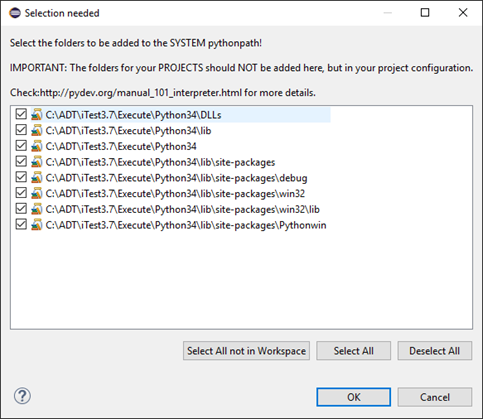 Selection needed
Select the folders to be added to the SYSTEM pythonpath!
IMPORTANT: The folders for your PROJECTS should NOT be added here, but in your project configuration.
Check:http://pydev.org/manual_101_interpreter.html for more details.
C:\ADT\iTest3.7\Execute\Python34\DLLs
C:\ADT\iTest3.7\Execute\Python34\lib
C:\ADT\iTest3.7\Execute\Python34
C:\ADT\iTest3.7\Execute\Python34\lib\site-packages
C:\ADT\iTest3.7\Execute\Python34\lib\site-packages\debug
C:\ADT\iTest3.7\Execute\Python34\lib\site-packages\win32
C:\ADT\iTest3.7\Execute\Python34\lib\site-packages\win32\lib
C:\ADT\iTest3.7\Execute\Python34\lib\site-packages\Pythonwin
Select All not in Workspace Select All Deselect All
? OK Cancel